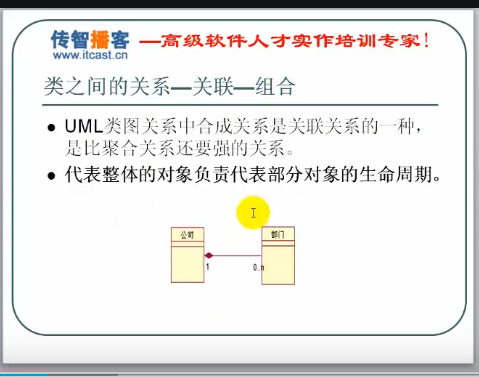 传智播客 —高级软件人才实作培训专家!
www.itcast.cn
类之间的关系—关联—组合
● UML类图关系中合成关系是关联关系的一种，
是比聚合关系还要强的关系。
● 代表整体的对象负责代表部分对象的生命周期。
公司 部门
1 0..n